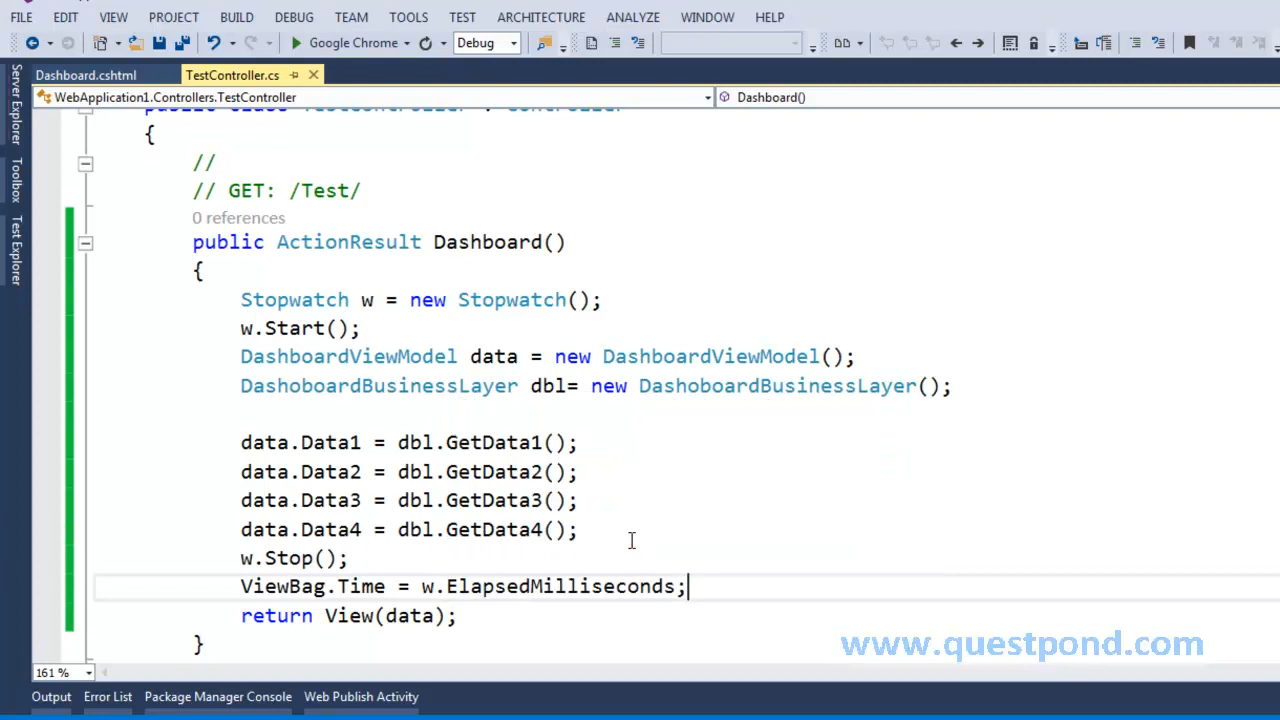 FILE EDIT VIEW PROJECT BUILD DEBUG TEAM TOOLS TEST ARCHITECTURE ANALYZE WINDOW HELP
Google Chrome Debug
Dashboard.cshtml TestController.cs
WebApplication1.Controllers.TestController Dashboard()
Server Explorer
Toolbox
Test Explorer
public class TestController : Controller
{
//
// GET: /Test/
0 references
public ActionResult Dashboard()
{
Stopwatch w = new Stopwatch();
w.Start();
DashboardViewModel data = new DashboardViewModel();
DashoboardBusinessLayer dbl= new DashoboardBusinessLayer();
data.Data1 = dbl.GetData1();
data.Data2 = dbl.GetData2();
data.Data3 = dbl.GetData3();
data.Data4 = dbl.GetData4();
w.Stop();
ViewBag.Time = w.ElapsedMilliseconds;
return View(data);
}
www.questpond.com
161 %
Output Error List Package Manager Console Web Publish Activity